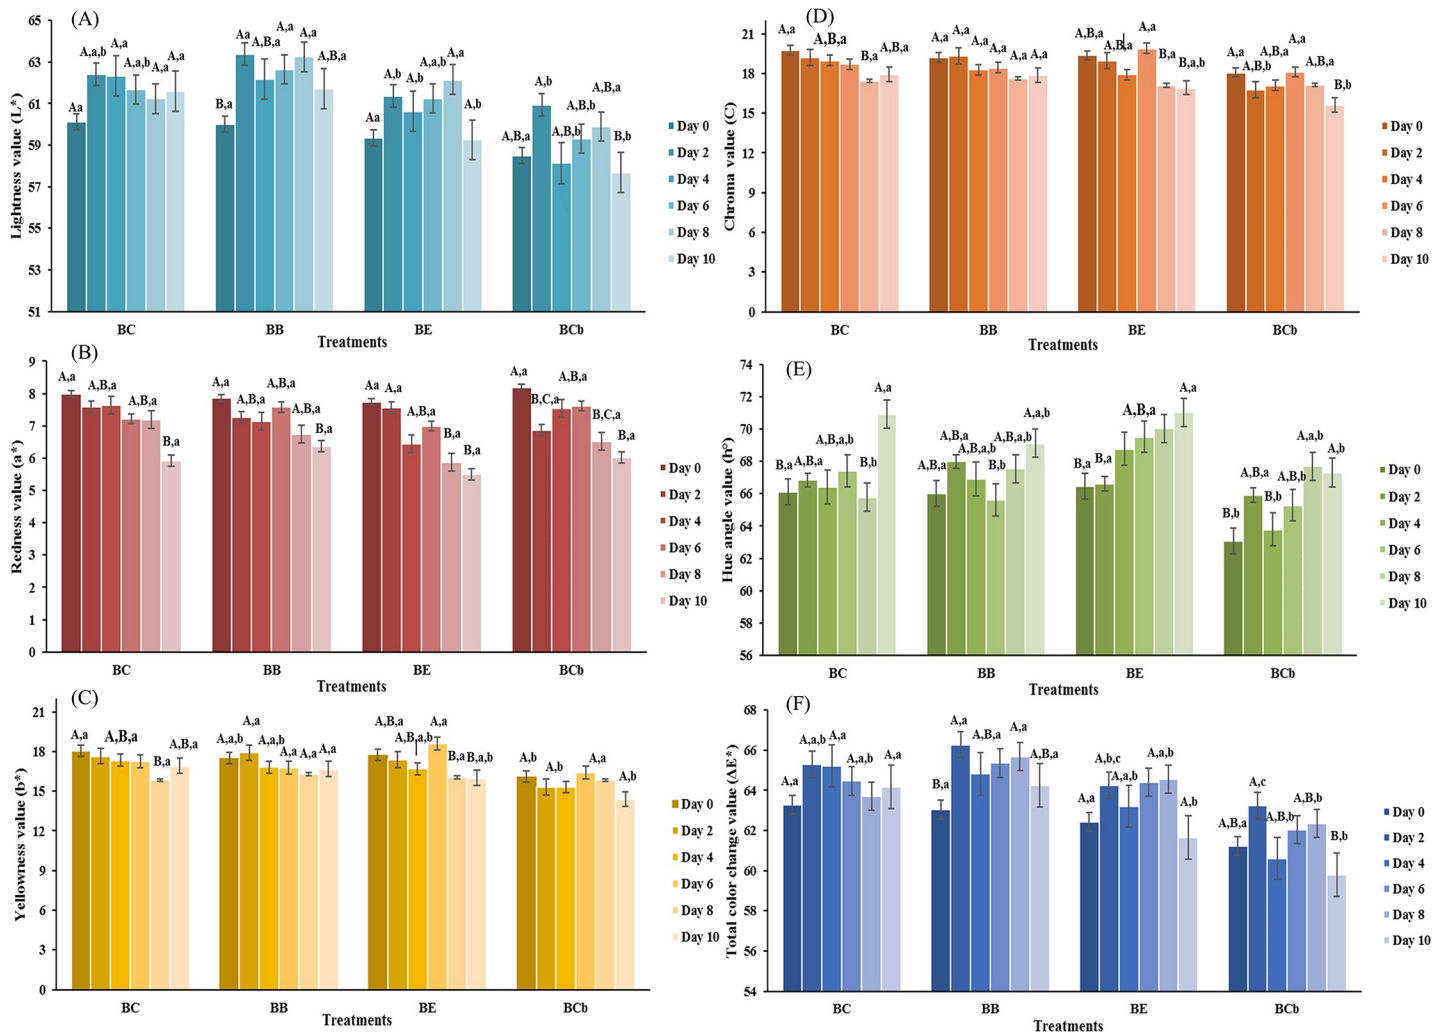 (A)
Lightness value (L*)
65
63
61
59
57
55
53
51
Aa
A,a,b
A,a
A,a,b
A,a
A,a
B,a
Aa
A,B,a
A,a
A,a
B,a
Aa
A,b
A,b
A,a,b
A,a
A,b
A,B,a
A,b
A,B,b
A,B,b
A,B,a
B,b
BC
BB
BE
BCb
Treatments
Day 0
Day 2
Day 4
Day 6
Day 8
Day 10
(D)
Chroma value (C)
21
18
15
12
9
6
3
0
A,a
A,B,a
B,a
A,B,a
A,B,a
A,a
A,B,a
A,a
A,a
A,a
A,B,a
A,B,a
A,a
B,a
B,a,b
A,a
A,B,b
A,B,b
A,a
A,B,a
B,b
BC
BB
BE
BCb
Treatments
Day 0
Day 2
Day 4
Day 6
Day 8
Day 10
(B)
Redness value (a*)
9
8
7
6
5
4
3
2
1
0
A,a
A,B,a
A,B,a
B,a
A,a
A,B,a
A,B,a
A,B,a
B,a
Aa
A,a
A,B,a
B,a
B,a
A,a
B,C,a
A,B,a
B,C,a
B,a
BC
BB
BE
BCb
Treatments
Day 0
Day 2
Day 4
Day 6
Day 8
Day 10
(E)
Hue angle value (h°)
74
72
70
68
66
64
62
60
58
56
B,a
A,B,a
A,B,a,b
B,b
A,a
A,B,a
A,B,a
A,B,a,b
B,b
A,B,a,b
A,a,b
B,a
B,a
A,B,a
A,a
A,a
B,b
A,B,a
B,b
A,B,b
A,a,b
A,b
BC
BB
BE
BCb
Treatments
Day 0
Day 2
Day 4
Day 6
Day 8
Day 10
(C)
Yellowness value (b*)
21
18
15
12
9
6
3
0
A,a
A,B,a
B,a
A,B,a
A,a,b
A,a
A,a,b
A,a
A,a
A,a
A,B,a
A,B,a,b
A,a
B,a
B,a,b
A,b
A,b
A,a
A,b
BC
BB
BE
BCb
Treatments
Day 0
Day 2
Day 4
Day 6
Day 8
Day 10
(F)
Total color change value (ΔE*)
68
66
64
62
60
58
56
54
A,a
A,a,b
A,a
A,a,b
A,a
B,a
A,a
A,B,a
A,a
A,a
A,B,a
A,a
A,b,c
A,a,b
A,a,b
A,a
A,b
A,B,a
A,c
A,B,b
A,B,b
B,b
BC
BB
BE
BCb
Treatments
Day 0
Day 2
Day 4
Day 6
Day 8
Day 10